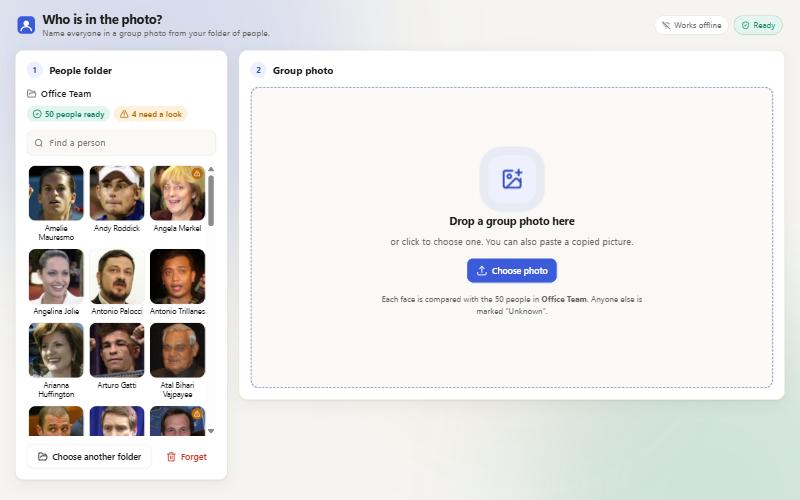 Who is in the photo?
Name everyone in a group photo from your folder of people.
Works offline
Ready
1 People folder
Office Team
50 people ready
4 need a look
Find a person
Amelie
Mauresmo
Andy Roddick
Angela Merkel
Angelina Jolie
Antonio Palocci
Antonio Trillanes
Arianna
Huffington
Arturo Gatti
Atal Bihari
Vajpayee
Choose another folder
Forget
2 Group photo
Drop a group photo here
or click to choose one. You can also paste a copied picture.
Choose photo
Each face is compared with the 50 people in Office Team. Anyone else is
marked "Unknown".